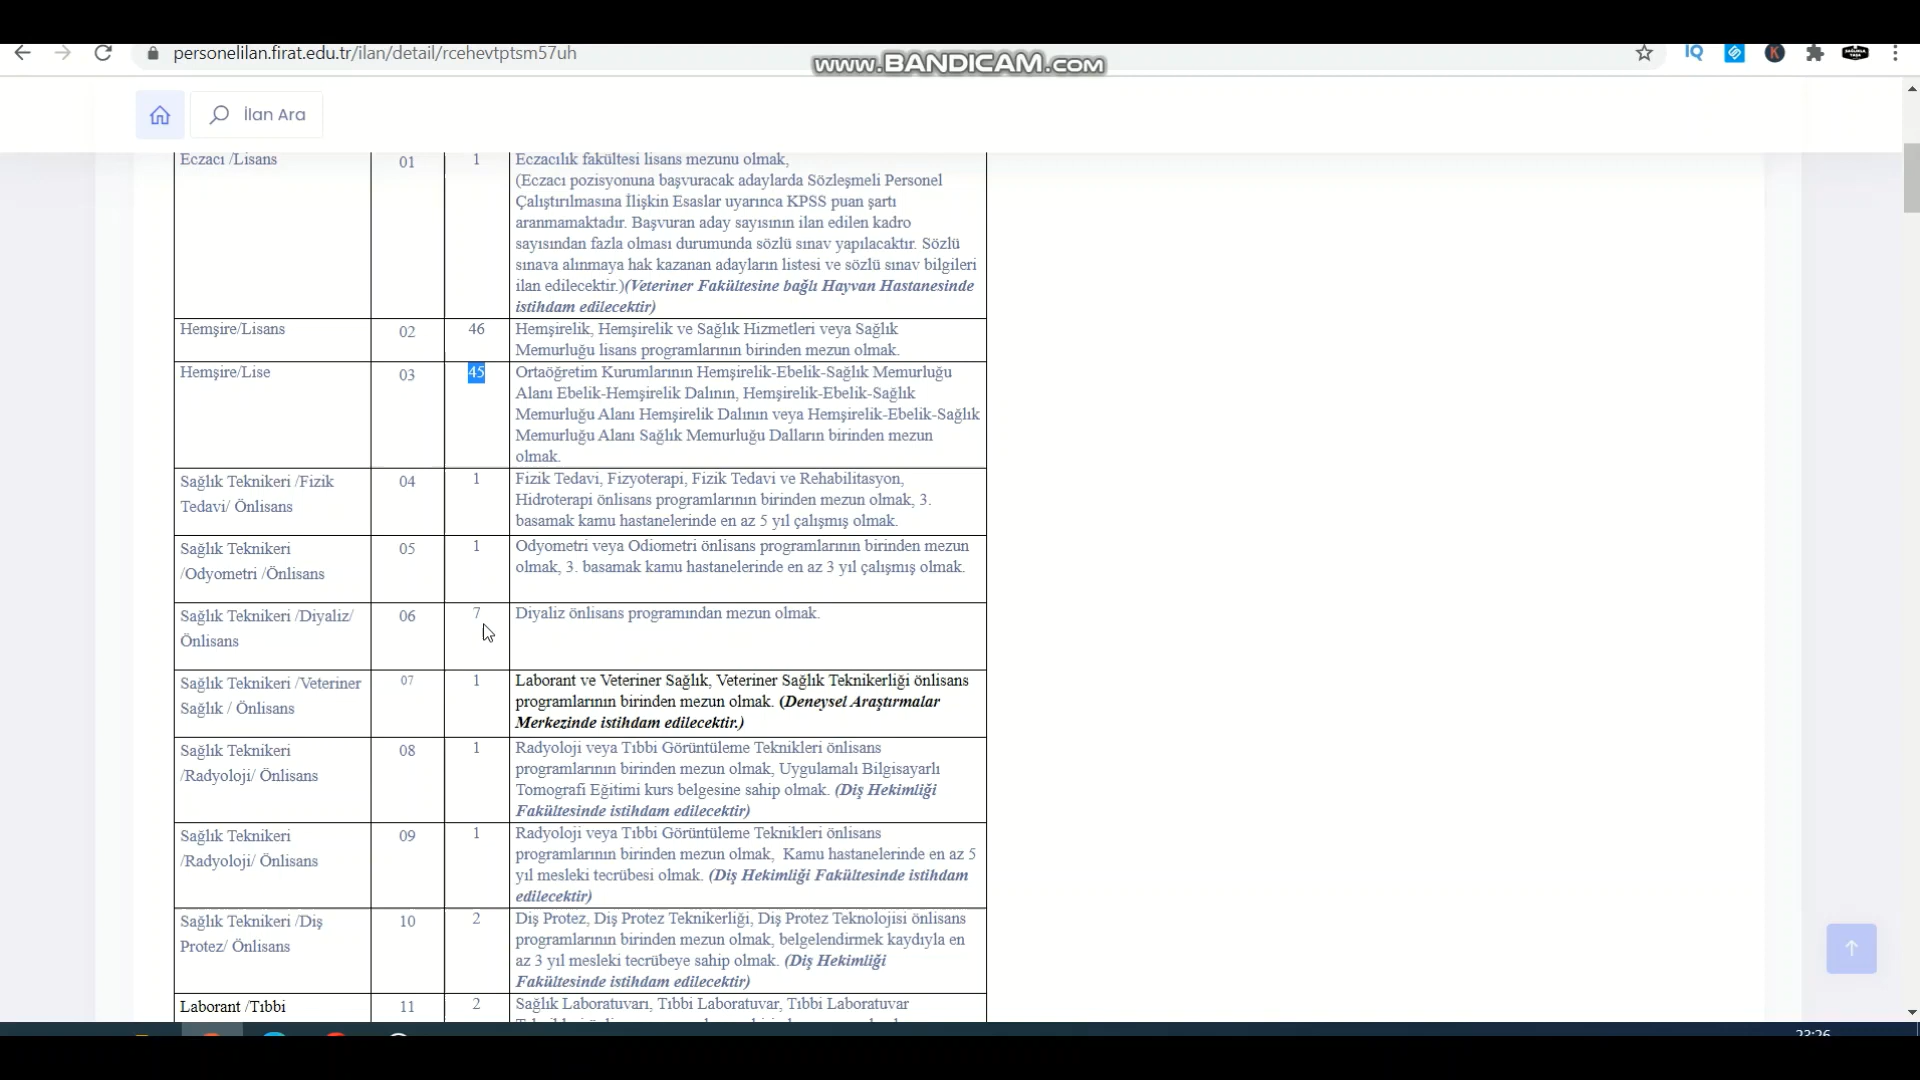 personelilan.firat.edu.tr/ilan/detail/rcehevtptsm57uh
www.BANDICAM.com
İlan Ara
Eczacı /Lisans
01
1
Eczacılık fakültesi lisans mezunu olmak,
(Eczacı pozisyonuna başvuracak adaylarda Sözleşmeli Personel
Çalıştırılmasına İlişkin Esaslar uyarınca KPSS puan şartı
aranmamaktadır. Başvuran aday sayısının ilan edilen kadro
sayısından fazla olması durumunda sözlü sınav yapılacaktır. Sözlü
sınava alınmaya hak kazanan adayların listesi ve sözlü sınav bilgileri
ilan edilecektir.)(Veteriner Fakültesine bağlı Hayvan Hastanesinde
istihdam edilecektir)
Hemşire/Lisans
02
46
Hemşirelik, Hemşirelik ve Sağlık Hizmetleri veya Sağlık
Memurluğu lisans programlarının birinden mezun olmak.
Hemşire/Lise
03
45
Ortaöğretim Kurumlarının Hemşirelik-Ebelik-Sağlık Memurluğu
Alanı Ebelik-Hemşirelik Dalının, Hemşirelik-Ebelik-Sağlık
Memurluğu Alanı Hemşirelik Dalının veya Hemşirelik-Ebelik-Sağlık
Memurluğu Alanı Sağlık Memurluğu Dalların birinden mezun
olmak.
Sağlık Teknikeri /Fizik
Tedavi/ Önlisans
04
1
Fizik Tedavi, Fizyoterapi, Fizik Tedavi ve Rehabilitasyon,
Hidroterapi önlisans programlarının birinden mezun olmak, 3.
basamak kamu hastanelerinde en az 5 yıl çalışmış olmak.
Sağlık Teknikeri
/Odyometri /Önlisans
05
1
Odyometri veya Odiometri önlisans programlarının birinden mezun
olmak, 3. basamak kamu hastanelerinde en az 3 yıl çalışmış olmak.
Sağlık Teknikeri /Diyaliz/
Önlisans
06
7
Diyaliz önlisans programından mezun olmak.
Sağlık Teknikeri /Veteriner
Sağlık / Önlisans
07
1
Laborant ve Veteriner Sağlık, Veteriner Sağlık Teknikerliği önlisans
programlarının birinden mezun olmak. (Deneysel Araştırmalar
Merkezinde istihdam edilecektir.)
Sağlık Teknikeri
/Radyoloji/ Önlisans
08
1
Radyoloji veya Tıbbi Görüntüleme Teknikleri önlisans
programlarının birinden mezun olmak, Uygulamalı Bilgisayarlı
Tomografi Eğitimi kurs belgesine sahip olmak. (Diş Hekimliği
Fakültesinde istihdam edilecektir)
Sağlık Teknikeri
/Radyoloji/ Önlisans
09
1
Radyoloji veya Tıbbi Görüntüleme Teknikleri önlisans
programlarının birinden mezun olmak, Kamu hastanelerinde en az 5
yıl mesleki tecrübesi olmak. (Diş Hekimliği Fakültesinde istihdam
edilecektir)
Sağlık Teknikeri /Diş
Protez/ Önlisans
10
2
Diş Protez, Diş Protez Teknikerliği, Diş Protez Teknolojisi önlisans
programlarının birinden mezun olmak, belgelendirmek kaydıyla en
az 3 yıl mesleki tecrübeye sahip olmak. (Diş Hekimliği
Fakültesinde istihdam edilecektir)
Laborant /Tıbbi
11
2
Sağlık Laboratuvarı, Tıbbi Laboratuvar, Tıbbi Laboratuvar
23:26